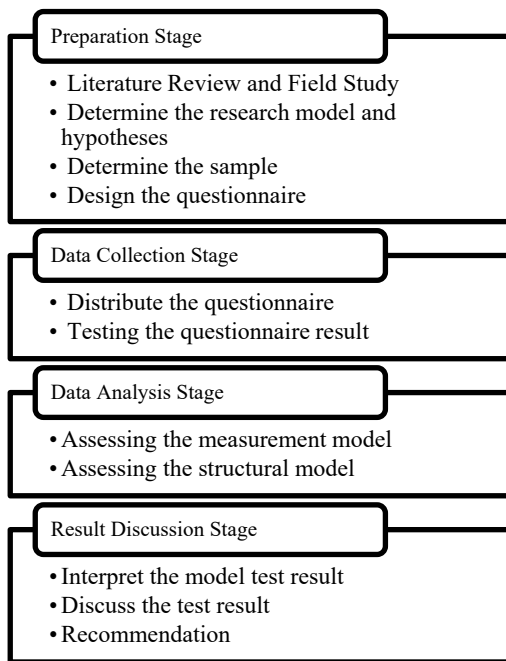 Preparation Stage
• Literature Review and Field Study
• Determine the research model and
hypotheses
• Determine the sample
• Design the questionnaire
Data Collection Stage
• Distribute the questionnaire
• Testing the questionnaire result
Data Analysis Stage
• Assessing the measurement model
• Assessing the structural model
Result Discussion Stage
• Interpret the model test result
• Discuss the test result
• Recommendation